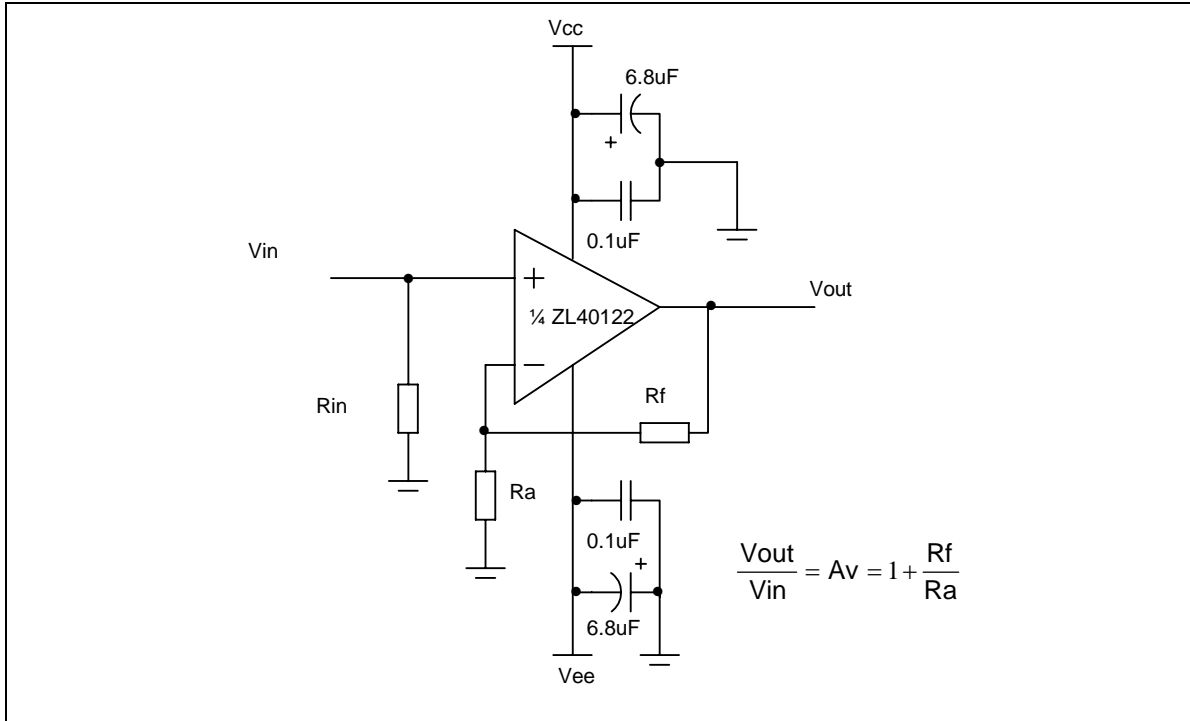 Vcc
6.8uF
+
0.1uF
Vin
+
Vout
¼ ZL40122
−
Rf
Rin
Ra
0.1uF
+
6.8uF
Vee
Vout/Vin = Av = 1 + Rf/Ra